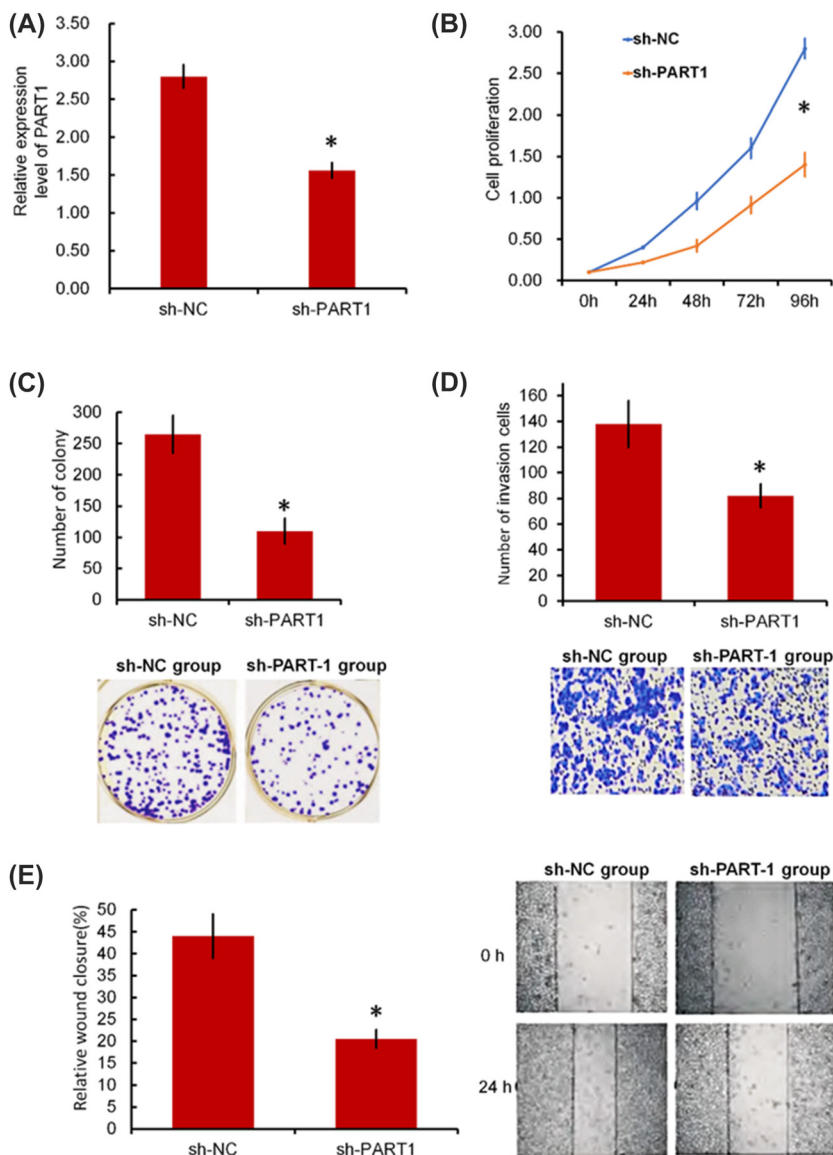 (A)
3.50
3.00
2.50
2.00
1.50
1.00
0.50
0.00
Relative expression
level of PART1
*
sh-NC
sh-PART1
(B)
sh-NC
sh-PART1
3.00
2.50
2.00
1.50
1.00
0.50
0.00
Cell proliferation
*
0h
24h
48h
72h
96h
(C)
300
250
200
150
100
50
0
Number of colony
*
sh-NC
sh-PART1
sh-NC group
sh-PART-1 group
(D)
160
140
120
100
80
60
40
20
0
Number of invasion cells
*
sh-NC
sh-PART1
sh-NC group
sh-PART-1 group
(E)
50
45
40
35
30
25
20
15
10
5
0
Relative wound closure(%)
*
sh-NC
sh-PART1
sh-NC group
sh-PART-1 group
0 h
24 h